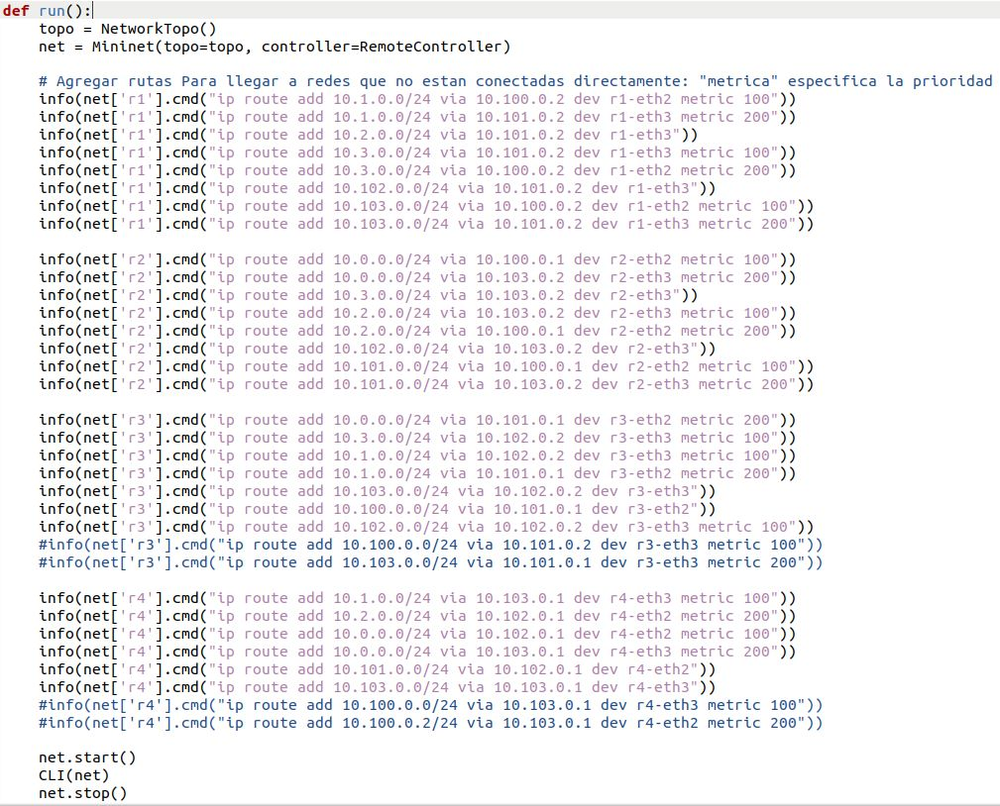 def run():
    topo = NetworkTopo()
    net = Mininet(topo=topo, controller=RemoteController)

    # Agregar rutas Para llegar a redes que no estan conectadas directamente: "metrica" especifica la prioridad
    info(net['r1'].cmd("ip route add 10.1.0.0/24 via 10.100.0.2 dev r1-eth2 metric 100"))
    info(net['r1'].cmd("ip route add 10.1.0.0/24 via 10.101.0.2 dev r1-eth3 metric 200"))
    info(net['r1'].cmd("ip route add 10.2.0.0/24 via 10.101.0.2 dev r1-eth3"))
    info(net['r1'].cmd("ip route add 10.3.0.0/24 via 10.101.0.2 dev r1-eth3 metric 100"))
    info(net['r1'].cmd("ip route add 10.3.0.0/24 via 10.100.0.2 dev r1-eth2 metric 200"))
    info(net['r1'].cmd("ip route add 10.102.0.0/24 via 10.101.0.2 dev r1-eth3"))
    info(net['r1'].cmd("ip route add 10.103.0.0/24 via 10.100.0.2 dev r1-eth2 metric 100"))
    info(net['r1'].cmd("ip route add 10.103.0.0/24 via 10.101.0.2 dev r1-eth3 metric 200"))

    info(net['r2'].cmd("ip route add 10.0.0.0/24 via 10.100.0.1 dev r2-eth2 metric 100"))
    info(net['r2'].cmd("ip route add 10.0.0.0/24 via 10.103.0.2 dev r2-eth3 metric 200"))
    info(net['r2'].cmd("ip route add 10.3.0.0/24 via 10.103.0.2 dev r2-eth3"))
    info(net['r2'].cmd("ip route add 10.2.0.0/24 via 10.103.0.2 dev r2-eth3 metric 100"))
    info(net['r2'].cmd("ip route add 10.2.0.0/24 via 10.100.0.1 dev r2-eth2 metric 200"))
    info(net['r2'].cmd("ip route add 10.102.0.0/24 via 10.103.0.2 dev r2-eth3"))
    info(net['r2'].cmd("ip route add 10.101.0.0/24 via 10.100.0.1 dev r2-eth2 metric 100"))
    info(net['r2'].cmd("ip route add 10.101.0.0/24 via 10.103.0.2 dev r2-eth3 metric 200"))

    info(net['r3'].cmd("ip route add 10.0.0.0/24 via 10.101.0.1 dev r3-eth2 metric 200"))
    info(net['r3'].cmd("ip route add 10.3.0.0/24 via 10.102.0.2 dev r3-eth3 metric 100"))
    info(net['r3'].cmd("ip route add 10.1.0.0/24 via 10.102.0.2 dev r3-eth3 metric 100"))
    info(net['r3'].cmd("ip route add 10.1.0.0/24 via 10.101.0.1 dev r3-eth2 metric 200"))
    info(net['r3'].cmd("ip route add 10.103.0.0/24 via 10.102.0.2 dev r3-eth3"))
    info(net['r3'].cmd("ip route add 10.100.0.0/24 via 10.101.0.1 dev r3-eth2"))
    info(net['r3'].cmd("ip route add 10.102.0.0/24 via 10.102.0.2 dev r3-eth3 metric 100"))
    #info(net['r3'].cmd("ip route add 10.100.0.0/24 via 10.101.0.2 dev r3-eth3 metric 100"))
    #info(net['r3'].cmd("ip route add 10.103.0.0/24 via 10.101.0.1 dev r3-eth3 metric 200"))

    info(net['r4'].cmd("ip route add 10.1.0.0/24 via 10.103.0.1 dev r4-eth3 metric 100"))
    info(net['r4'].cmd("ip route add 10.2.0.0/24 via 10.102.0.1 dev r4-eth2 metric 200"))
    info(net['r4'].cmd("ip route add 10.0.0.0/24 via 10.102.0.1 dev r4-eth2 metric 100"))
    info(net['r4'].cmd("ip route add 10.0.0.0/24 via 10.103.0.1 dev r4-eth3 metric 200"))
    info(net['r4'].cmd("ip route add 10.101.0.0/24 via 10.102.0.1 dev r4-eth2"))
    info(net['r4'].cmd("ip route add 10.103.0.0/24 via 10.103.0.1 dev r4-eth3"))
    #info(net['r4'].cmd("ip route add 10.100.0.0/24 via 10.103.0.1 dev r4-eth3 metric 100"))
    #info(net['r4'].cmd("ip route add 10.100.0.2/24 via 10.103.0.1 dev r4-eth2 metric 200"))

    net.start()
    CLI(net)
    net.stop()